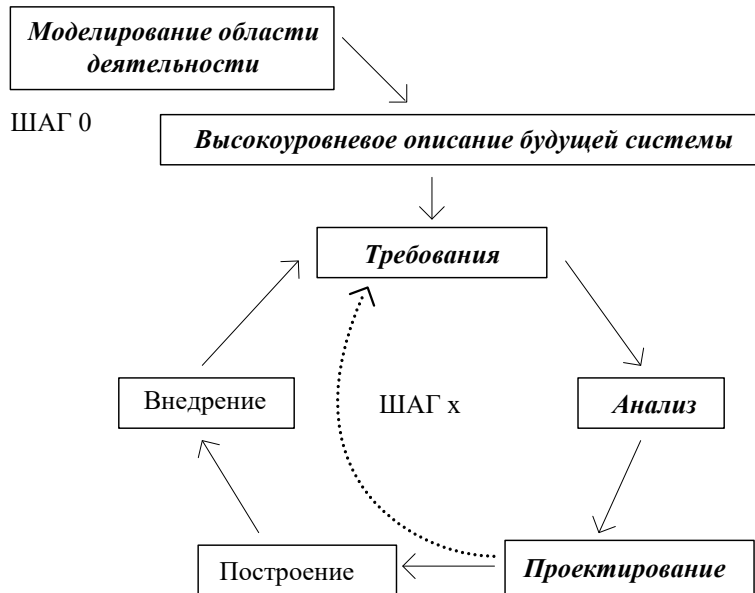 Моделирование области
деятельности
ШАГ 0
Высокоуровневое описание будущей системы
Требования
Внедрение
ШАГ x
Анализ
Построение
Проектирование